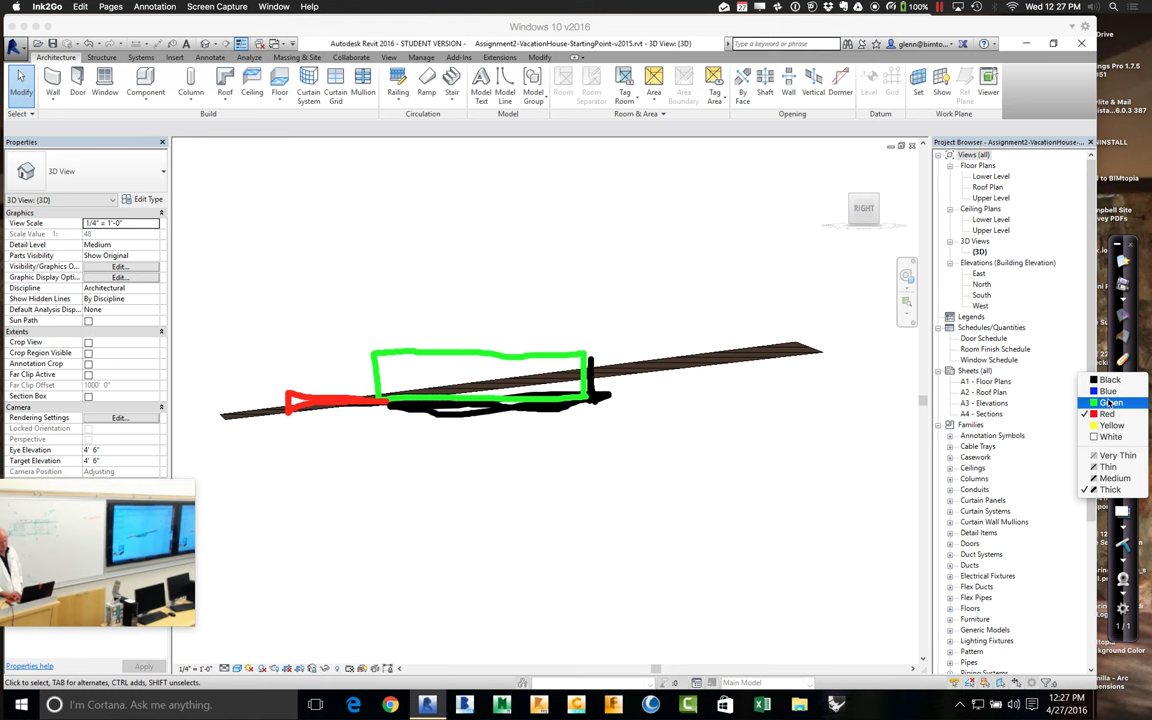 Ink2Go Edit Pages Annotation Screen Capture Window Help
100% Wed 12:27 PM
Windows 10 v2016
Autodesk Revit 2016 - STUDENT VERSION - Assignment2-VacationHouse-StartingPoint-v2015.rvt - 3D View: {3D}
Type a keyword or phrase
glenn@bimto...
Architecture Structure Systems Insert Annotate Analyze Massing & Site Collaborate View Manage Add-Ins Extensions Modify
Modify Wall Door Window Component Column Roof Ceiling Floor Curtain System Curtain Grid Mullion Railing Ramp Stair Model Text Model Line Model Group Room Room Separator Tag Room Area Area Boundary Tag Area By Face Shaft Wall Vertical Dormer Level Grid Set Show Ref Plane Viewer
Select Build Circulation Model Room & Area Opening Datum Work Plane
Properties
3D View
3D View: {3D} Edit Type
Graphics
View Scale 1/4" = 1'-0"
Scale Value 1: 48
Detail Level Medium
Parts Visibility Show Original
Visibility/Graphics O... Edit...
Graphic Display Opti... Edit...
Discipline Architectural
Show Hidden Lines By Discipline
Default Analysis Disp... None
Sun Path
Extents
Crop View
Crop Region Visible
Annotation Crop
Far Clip Active
Far Clip Offset 1000' 0"
Section Box
Camera
Rendering Settings Edit...
Locked Orientation
Perspective
Eye Elevation 4' 6"
Target Elevation 4' 6"
Camera Position Adjusting
Properties help Apply
RIGHT
Project Browser - Assignment2-VacationHouse-...
Views (all)
Floor Plans
Lower Level
Roof Plan
Upper Level
Ceiling Plans
Lower Level
Upper Level
3D Views
{3D}
Elevations (Building Elevation)
East
North
South
West
Legends
Schedules/Quantities
Door Schedule
Room Finish Schedule
Window Schedule
Sheets (all)
A1 - Floor Plans
A2 - Roof Plan
A3 - Elevations
A4 - Sections
Families
Annotation Symbols
Cable Trays
Casework
Ceilings
Columns
Conduits
Curtain Panels
Curtain Systems
Curtain Wall Mullions
Detail Items
Doors
Duct Systems
Ducts
Electrical Fixtures
Flex Ducts
Flex Pipes
Floors
Furniture
Generic Models
Lighting Fixtures
Pattern
Pipes
Piping Systems
Black
Blue
Green
Red
Yellow
White
Very Thin
Thin
Medium
Thick
1 / 1
1/4" = 1'-0"
Click to select, TAB for alternates, CTRL adds, SHIFT unselects.
:0 Main Model :0
I'm Cortana. Ask me anything.
12:27 PM
4/27/2016